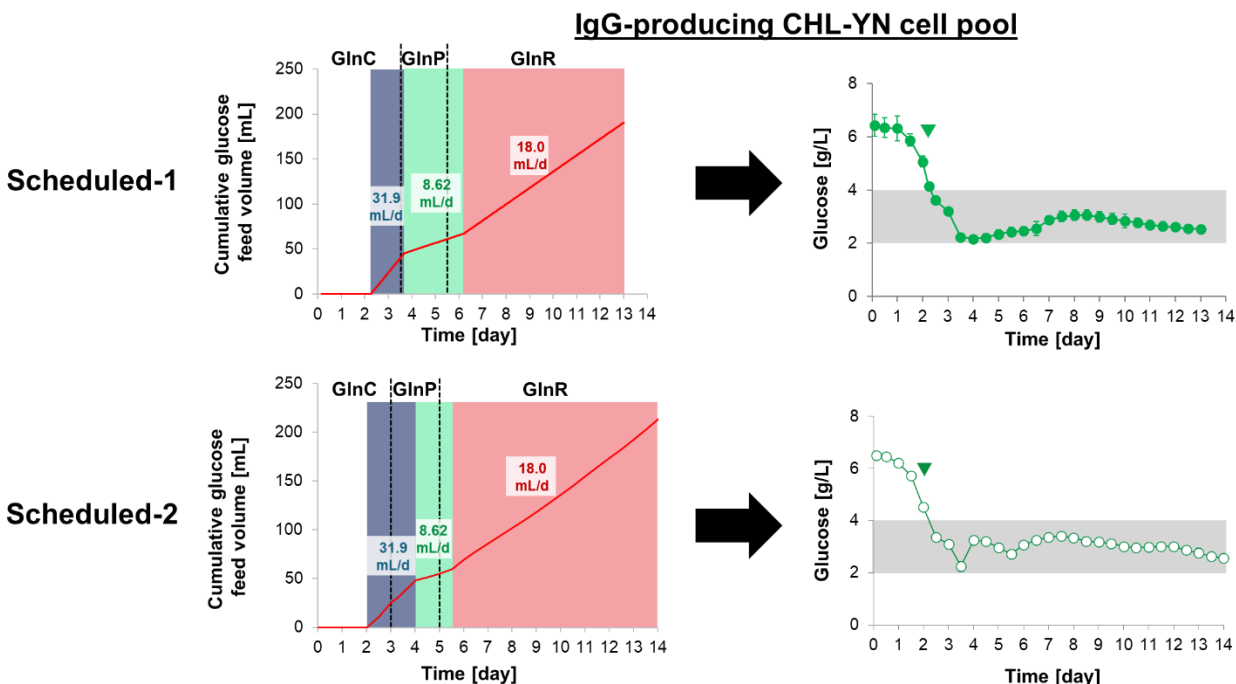 IgG-producing CHL-YN cell pool
Scheduled-1
GlnC GlnP GlnR
Cumulative glucose
feed volume [mL]
250
200
150
100
50
0
31.9
mL/d
8.62
mL/d
18.0
mL/d
0 1 2 3 4 5 6 7 8 9 10 11 12 13 14
Time [day]
Glucose [g/L]
8
6
4
2
0
0 1 2 3 4 5 6 7 8 9 10 11 12 13 14
Time [day]
Scheduled-2
GlnC GlnP GlnR
Cumulative glucose
feed volume [mL]
250
200
150
100
50
0
31.9
mL/d
8.62
mL/d
18.0
mL/d
0 1 2 3 4 5 6 7 8 9 10 11 12 13 14
Time [day]
Glucose [g/L]
8
6
4
2
0
0 1 2 3 4 5 6 7 8 9 10 11 12 13 14
Time [day]